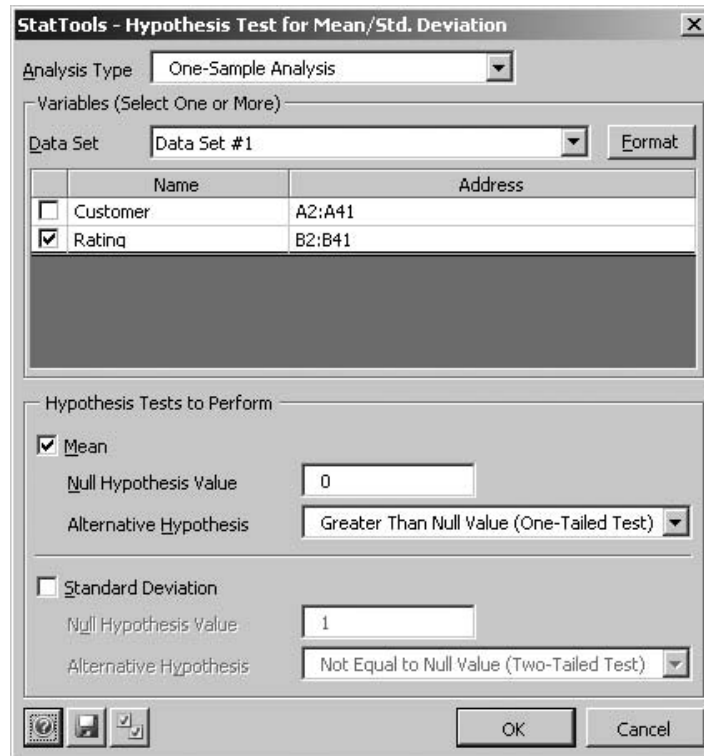 StatTools - Hypothesis Test for Mean/Std. Deviation X
Analysis Type One-Sample Analysis
Variables (Select One or More)
Data Set Data Set #1 Format
Name Address
Customer A2:A41
Rating B2:B41
Hypothesis Tests to Perform
Mean
Null Hypothesis Value 0
Alternative Hypothesis Greater Than Null Value (One-Tailed Test)
Standard Deviation
Null Hypothesis Value 1
Alternative Hypothesis Not Equal to Null Value (Two-Tailed Test)
OK Cancel